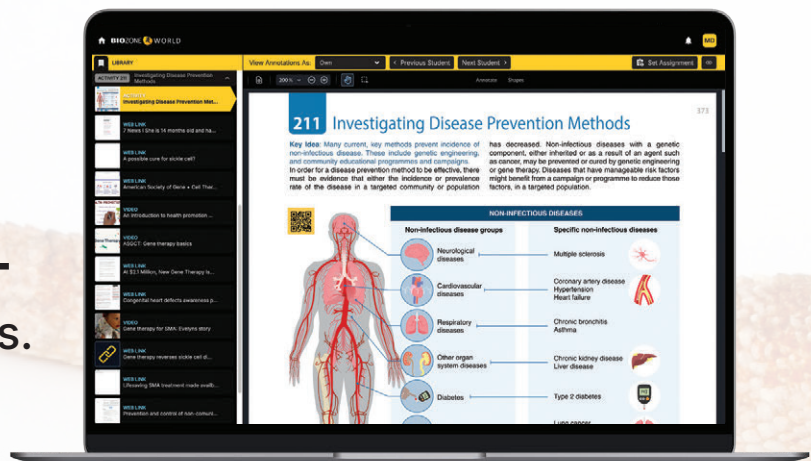 BIOZONE WORLD
MD
LIBRARY
View Annotations As:
Own
Previous Student
Next Student
Set Assignment
ACTIVITY 211
Investigating Disease Prevention
Methods
200%
Annotate
Shapes
ACTIVITY
Investigating Disease Prevention Met...
WEB LINK
7 News | She is 14 months old and ha...
WEB LINK
A possible cure for sickle cell?
WEB LINK
American Society of Gene + Cell Ther...
VIDEO
An introduction to health promotion ...
VIDEO
ASGCT: Gene therapy basics
WEB LINK
At $2.1 Million, New Gene Therapy Is...
WEB LINK
Congenital heart defects awareness p...
VIDEO
Gene therapy for SMA: Evelyns story
WEB LINK
Gene therapy reverses sickle cell di...
WEB LINK
Lifesaving SMA treatment made availb...
WEB LINK
Prevention and control of non-comuni...
s.
373
211 Investigating Disease Prevention Methods
Key Idea: Many current, key methods prevent incidence of
non-infectious disease. These include genetic engineering,
and community educational programmes and campaigns.
In order for a disease prevention method to be effective, there
must be evidence that either the incidence or prevalence
rate of the disease in a targeted community or population
has decreased. Non-infectious diseases with a genetic
component, either inherited or as a result of an agent such
as cancer, may be prevented or cured by genetic engineering
or gene therapy. Diseases that have manageable risk factors
might benefit from a campaign or programme to reduce those
factors, in a targeted population.
NON-INFECTIOUS DISEASES
Non-infectious disease groups
Specific non-infectious diseases
Neurological
diseases
Multiple sclerosis
Cardiovascular
diseases
Coronary artery disease
Hypertension
Heart failure
Respiratory
diseases
Chronic bronchitis
Asthma
Other organ
system diseases
Chronic kidney disease
Liver disease
Diabetes
Type 2 diabetes
Lung cancer